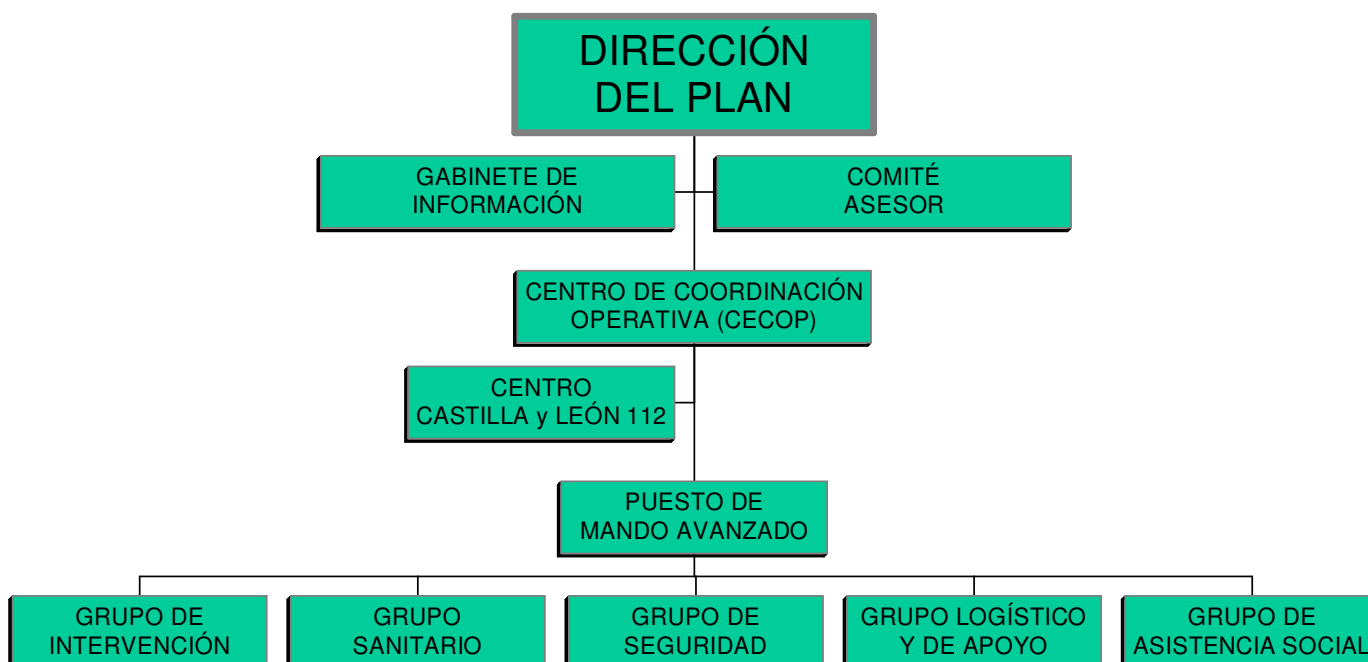 DIRECCIÓN
DEL PLAN
GABINETE DE
INFORMACIÓN
COMITÉ
ASESOR
CENTRO DE COORDINACIÓN
OPERATIVA (CECOP)
CENTRO
CASTILLA y LEÓN 112
PUESTO DE
MANDO AVANZADO
GRUPO DE
INTERVENCIÓN
GRUPO
SANITARIO
GRUPO DE
SEGURIDAD
GRUPO LOGÍSTICO
Y DE APOYO
GRUPO DE
ASISTENCIA SOCIAL